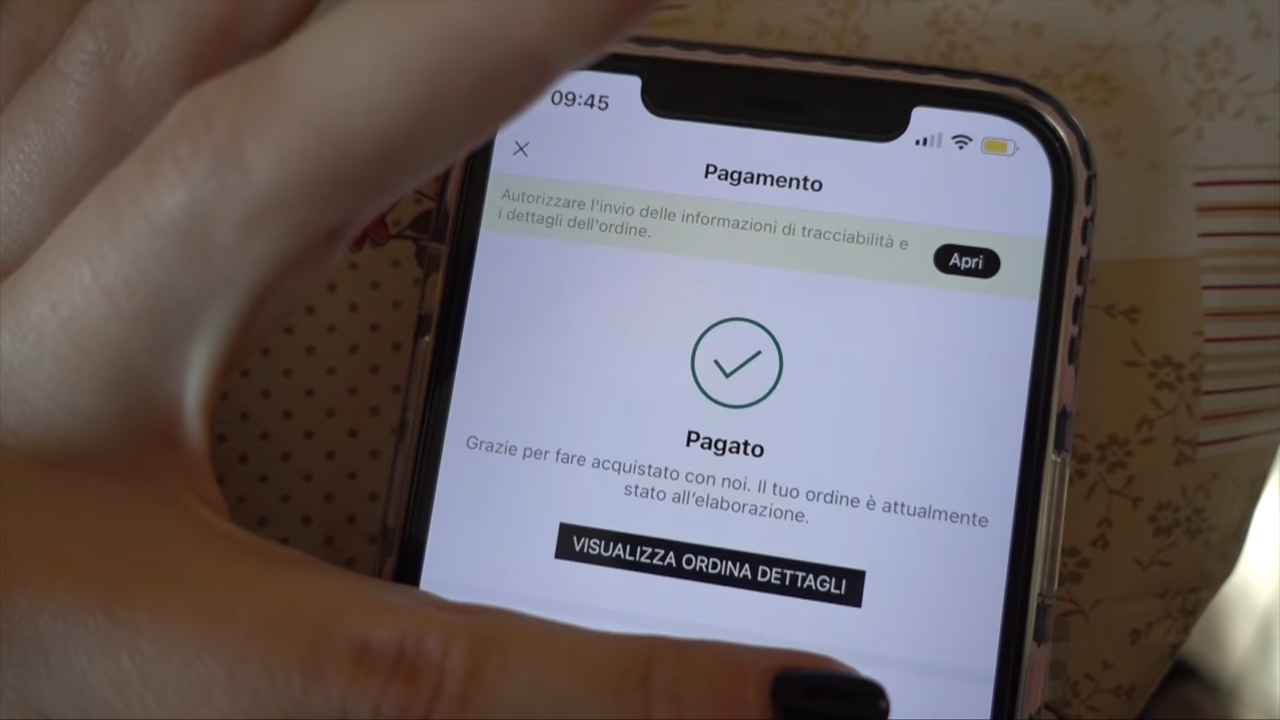 09:45
Pagamento
Autorizzare l'invio delle informazioni di tracciabilità e
i dettagli dell'ordine.
Apri
Pagato
Grazie per fare acquistato con noi. Il tuo ordine è attualmente
stato all'elaborazione.
VISUALIZZA ORDINA DETTAGLI